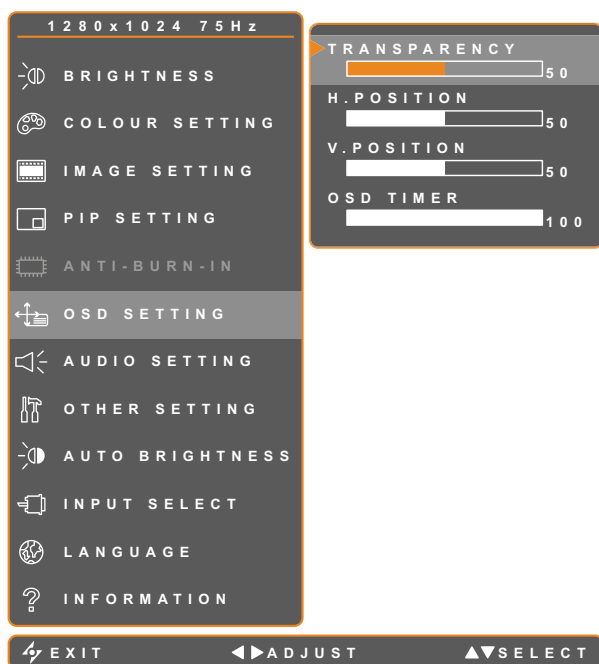 1280x1024 75Hz
BRIGHTNESS
COLOUR SETTING
IMAGE SETTING
PIP SETTING
ANTI-BURN-IN
OSD SETTING
AUDIO SETTING
OTHER SETTING
AUTO BRIGHTNESS
INPUT SELECT
LANGUAGE
INFORMATION
TRANSPARENCY
50
H.POSITION
50
V.POSITION
50
OSD TIMER
100
EXIT ADJUST SELECT